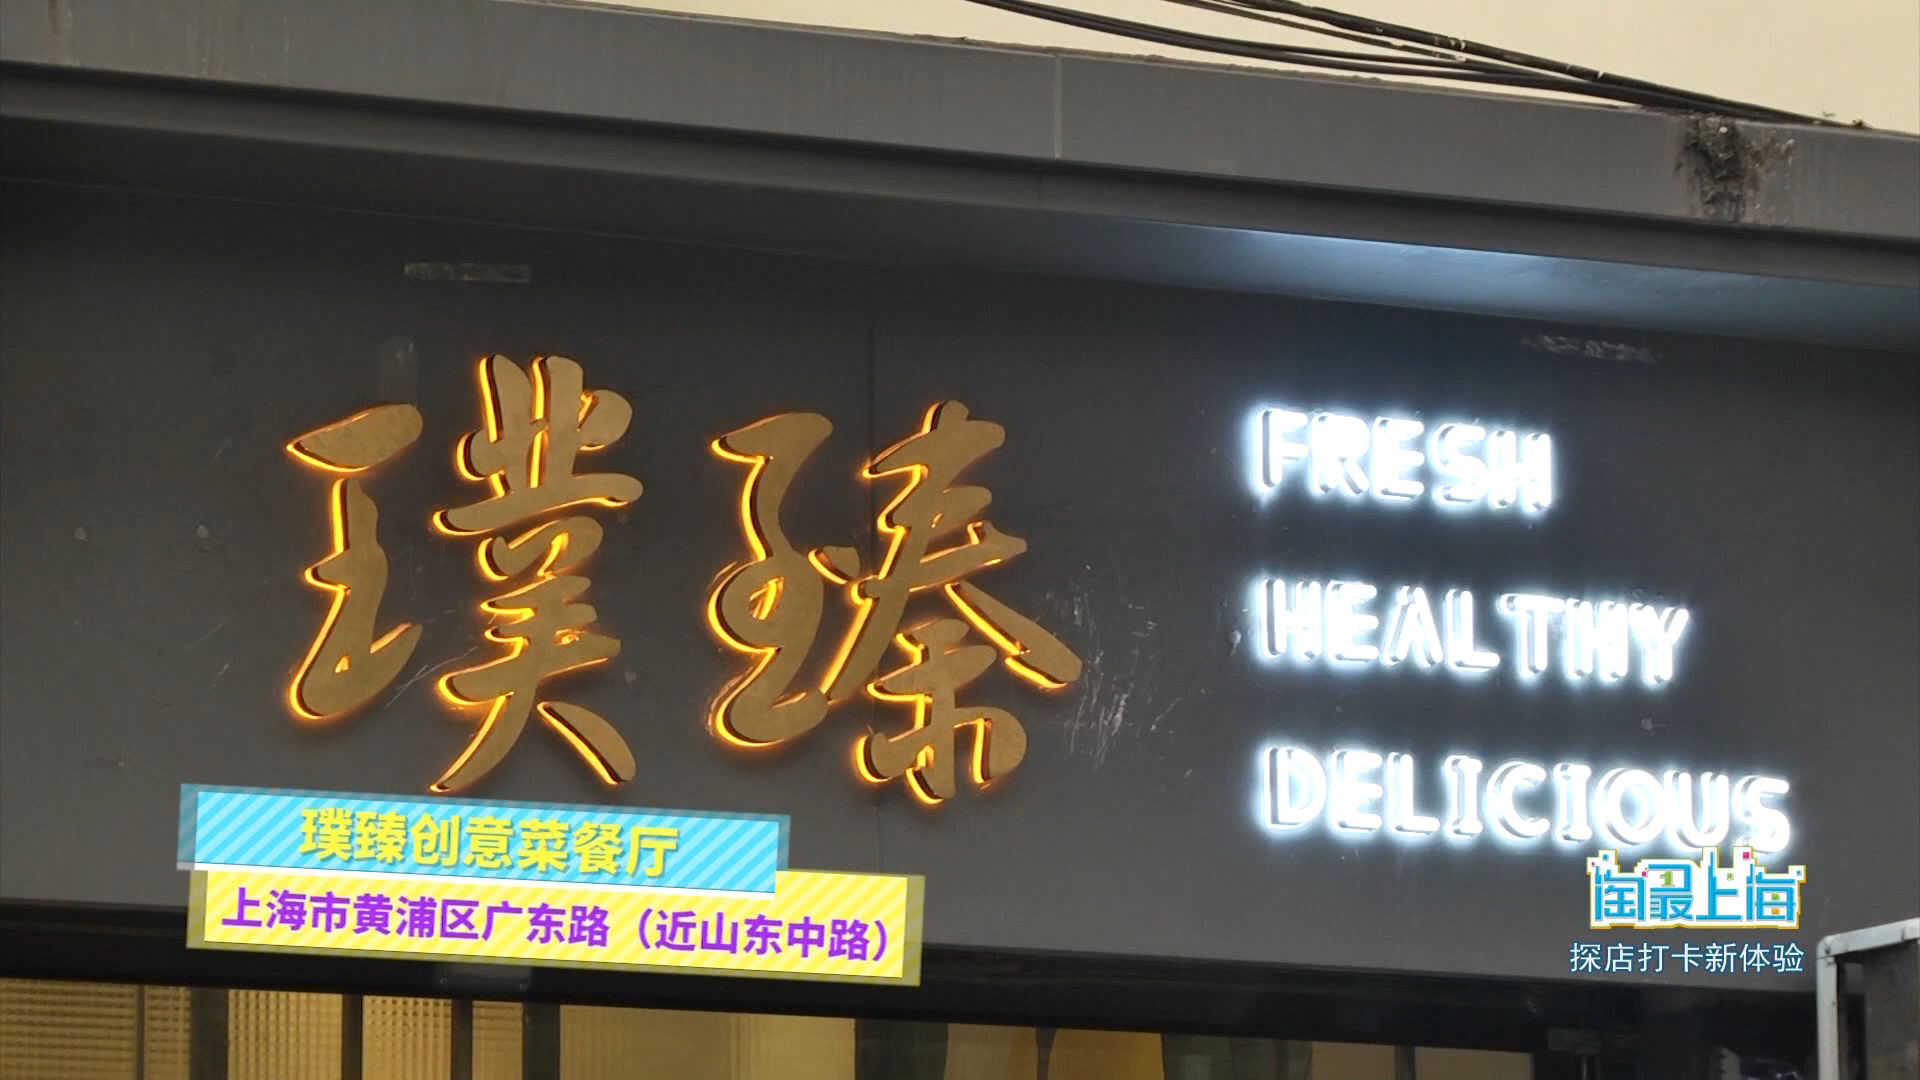 璞臻
FRESH
HEALTHY
DELICIOUS
璞臻创意菜餐厅
上海市黄浦区广东路（近山东中路）
淘最上海
探店打卡新体验